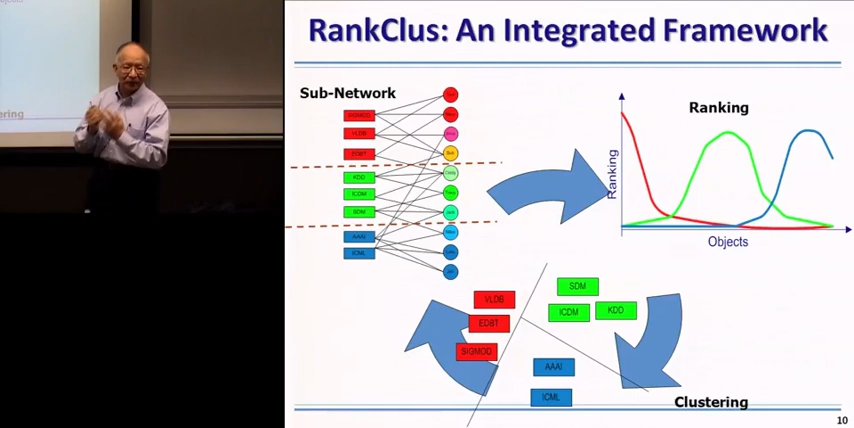 ering
RankClus: An Integrated Framework
Sub-Network
SIGMOD
VLDB
EDBT
KDD
ICDM
SDM
AAAI
ICML
Ranking
Ranking
Objects
VLDB
EDBT
SIGMOD
SDM
ICDM
KDD
AAAI
ICML
Clustering
10